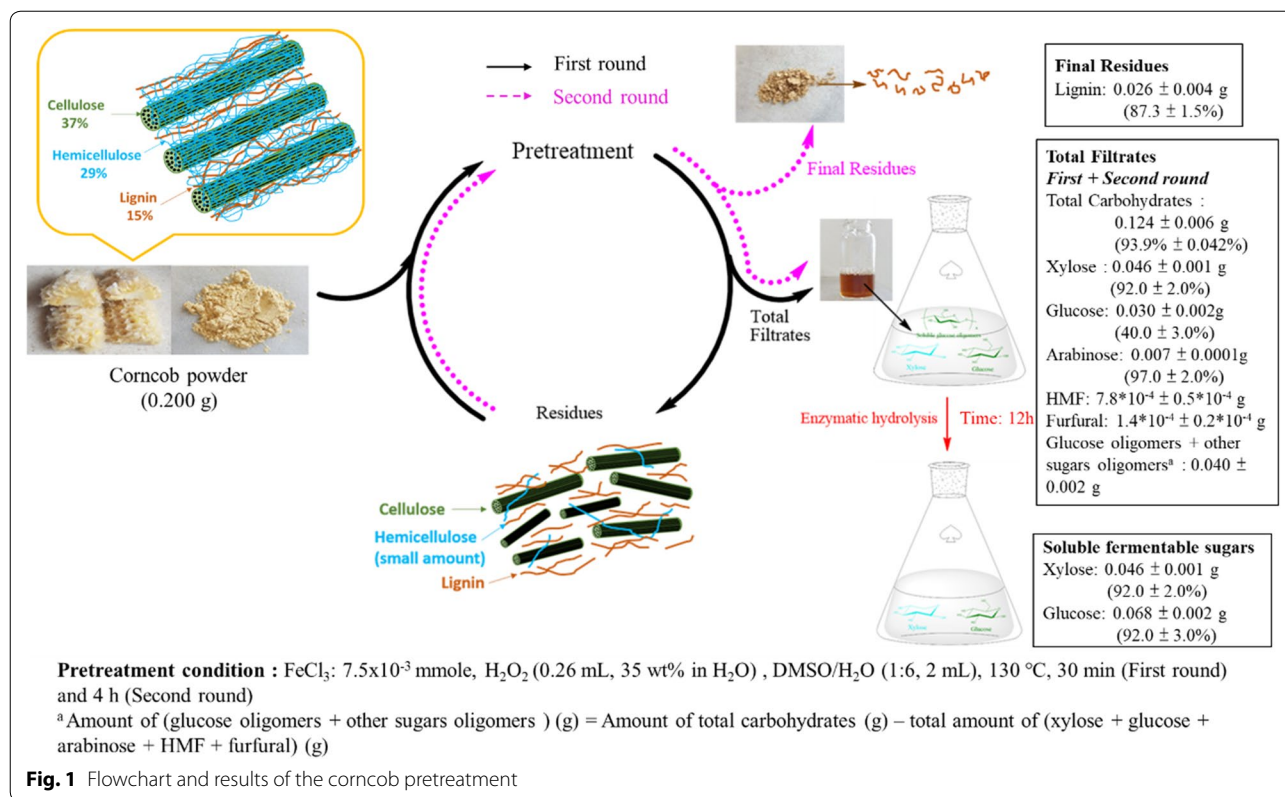 Cellulose
37%
Hemicellulose
29%
Lignin
15%
Corncob powder
(0.200 g)
First round
Second round
Pretreatment
Final Residues
Total
Filtrates
Residues
Cellulose
Hemicellulose
(small amount)
Lignin
Soluble glucose oligomers
Xylose
Glucose
Enzymatic hydrolysis
Time: 12h
Xylose
Glucose
Final Residues
Lignin: 0.026 ± 0.004 g
(87.3 ± 1.5%)
Total Filtrates
First + Second round
Total Carbohydrates :
0.124 ± 0.006 g
(93.9% ± 0.042%)
Xylose : 0.046 ± 0.001 g
(92.0 ± 2.0%)
Glucose: 0.030 ± 0.002g
(40.0 ± 3.0%)
Arabinose: 0.007 ± 0.0001g
(97.0 ± 2.0%)
HMF: 7.8*10⁻⁴ ± 0.5*10⁻⁴ g
Furfural: 1.4*10⁻⁴ ± 0.2*10⁻⁴ g
Glucose oligomers + other
sugars oligomersᵃ : 0.040 ±
0.002 g
Soluble fermentable sugars
Xylose: 0.046 ± 0.001 g
(92.0 ± 2.0%)
Glucose: 0.068 ± 0.002 g
(92.0 ± 3.0%)
Pretreatment condition : FeCl₃: 7.5x10⁻³ mmole, H₂O₂ (0.26 mL, 35 wt% in H₂O) , DMSO/H₂O (1:6, 2 mL), 130 °C, 30 min (First round)
and 4 h (Second round)
ᵃ Amount of (glucose oligomers + other sugars oligomers ) (g) = Amount of total carbohydrates (g) – total amount of (xylose + glucose +
arabinose + HMF + furfural) (g)
Fig. 1 Flowchart and results of the corncob pretreatment